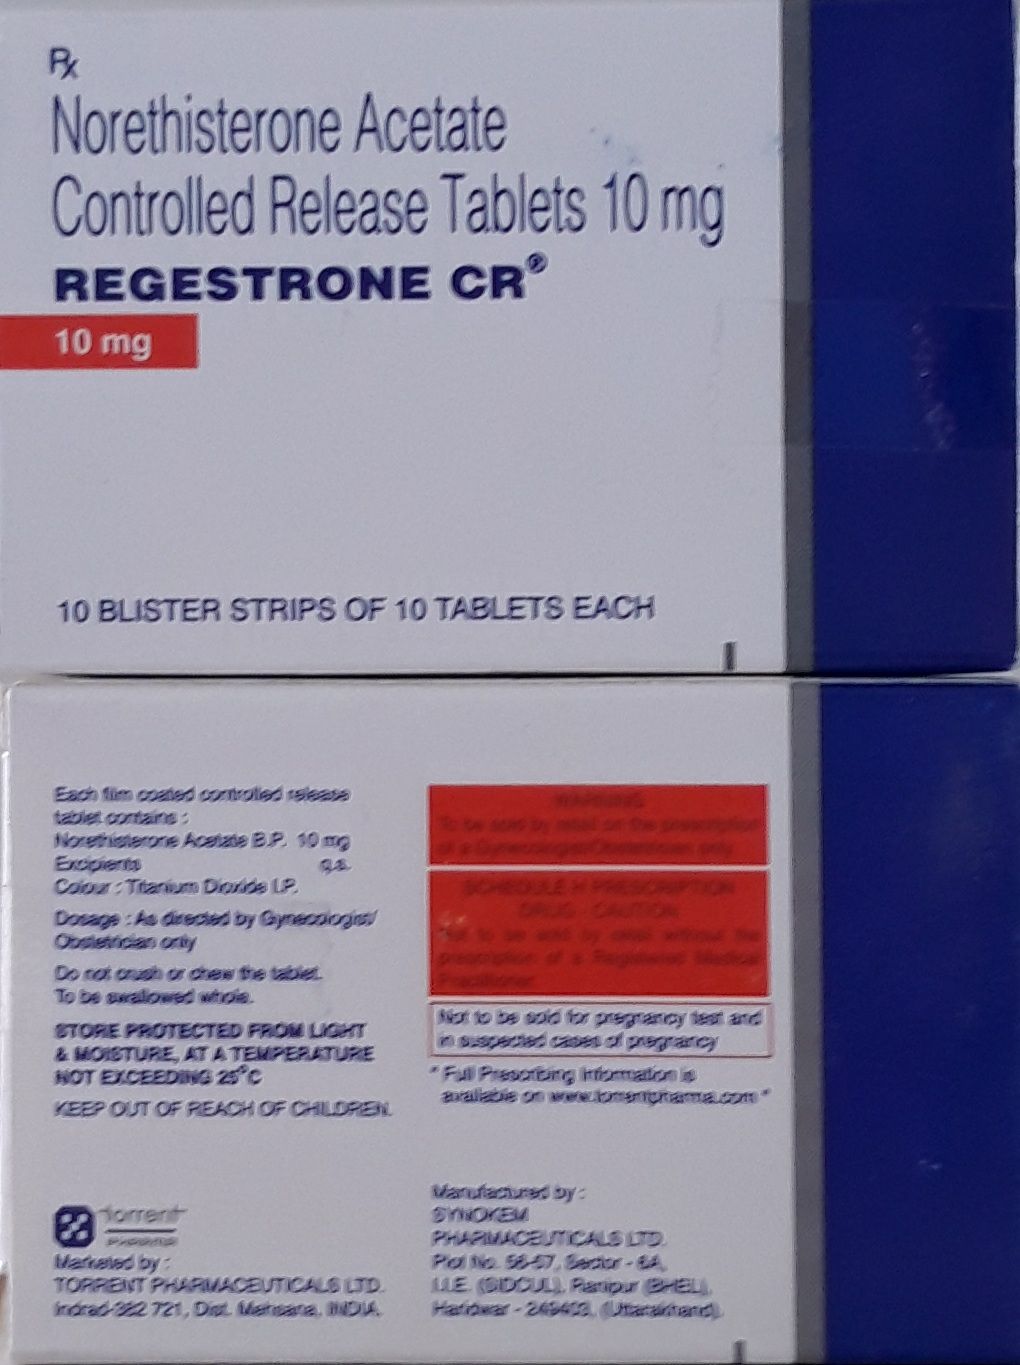 Rx
Norethisterone Acetate
Controlled Release Tablets 10 mg
REGESTRONE CR®
10 mg
10 BLISTER STRIPS OF 10 TABLETS EACH
Each film coated controlled release
tablet contains :
Norethisterone Acetate B.P. 10 mg
Excipients q.s.
Colour : Titanium Dioxide I.P.
Dosage : As directed by Gynecologist/
Obstetrician only
Do not crush or chew the tablet.
To be swallowed whole.
STORE PROTECTED FROM LIGHT
& MOISTURE, AT A TEMPERATURE
NOT EXCEEDING 25°C
KEEP OUT OF REACH OF CHILDREN.
torrent
PHARMA
Marketed by :
TORRENT PHARMACEUTICALS LTD.
Indrad-382 721, Dist. Mehsana, INDIA.
WARNING
To be sold by retail on the prescription
of a Gynecologist/Obstetrician only
SCHEDULE H PRESCRIPTION
DRUG - CAUTION
Not to be sold by retail without the
prescription of a Registered Medical
Practitioner
Not to be sold for pregnancy test and
in suspected cases of pregnancy
* Full Prescribing Information is
available on www.torrentpharma.com *
Manufactured by :
SYNOKEM
PHARMACEUTICALS LTD.
Plot No. 56-57, Sector - 6A,
I.I.E. (SIDCUL), Ranipur (BHEL),
Haridwar - 249403, (Uttarakhand).